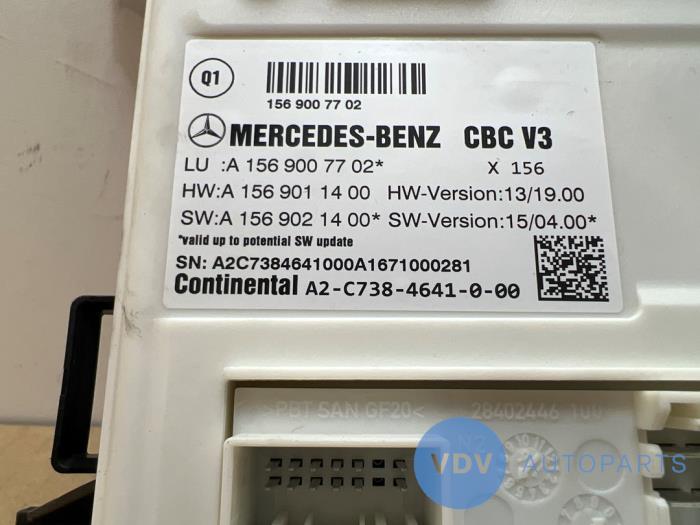 Q1
156 900 77 02
MERCEDES-BENZ CBC V3
LU :A 156 900 77 02* X 156
HW:A 156 901 14 00 HW-Version:13/19.00
SW:A 156 902 14 00* SW-Version:15/04.00*
*valid up to potential SW update
SN: A2C7384641000A1671000281
Continental A2-C738-4641-0-00
>PBT SAN GF20< 28402446 100
VDV AUTOPARTS